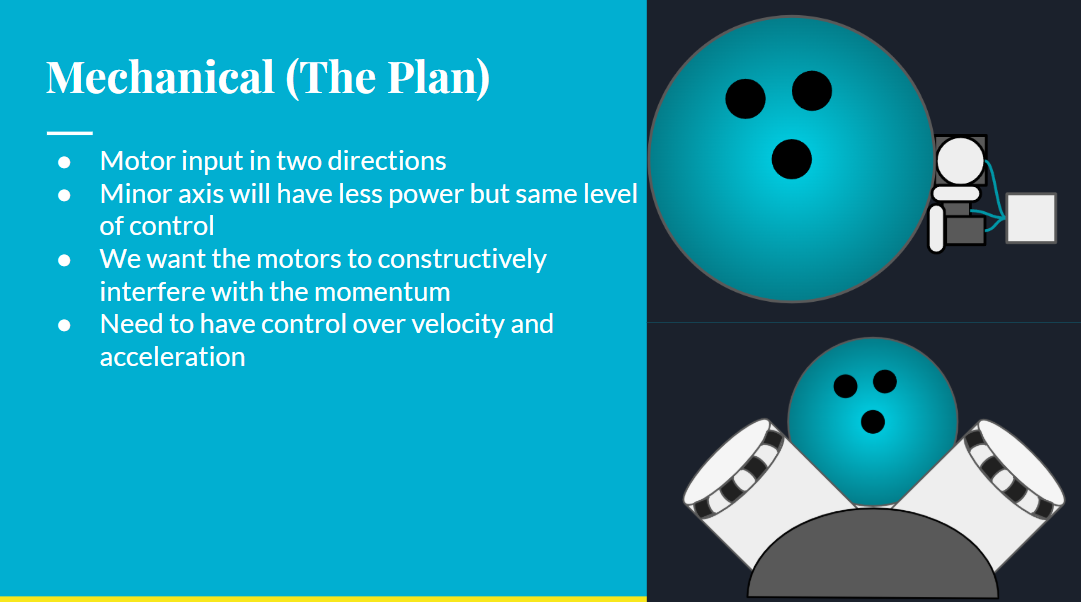 Mechanical (The Plan)
● Motor input in two directions
● Minor axis will have less power but same level
of control
● We want the motors to constructively
interfere with the momentum
● Need to have control over velocity and
acceleration